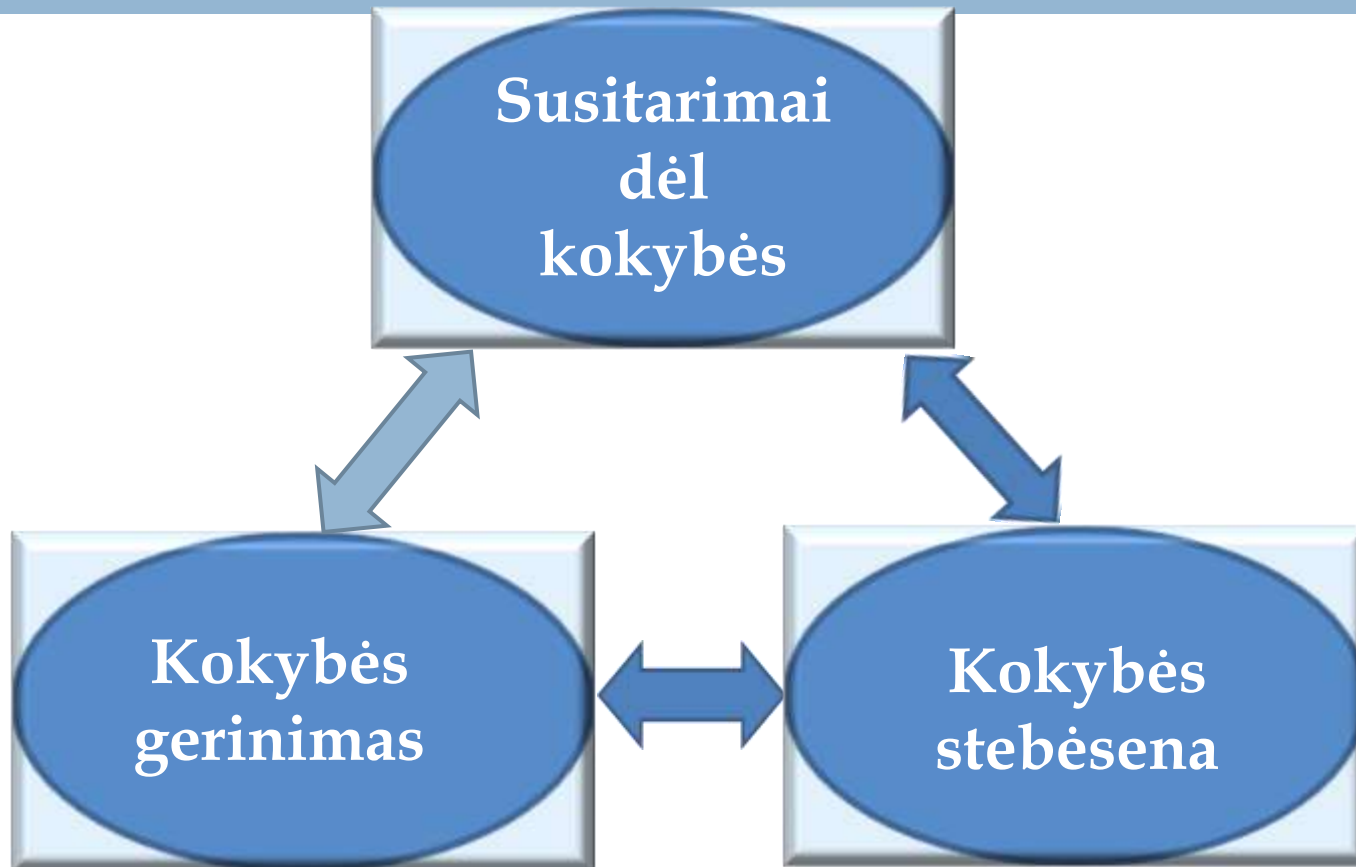 Susitarimai
dėl
kokybės
Kokybės
gerinimas
Kokybės
stebėsena